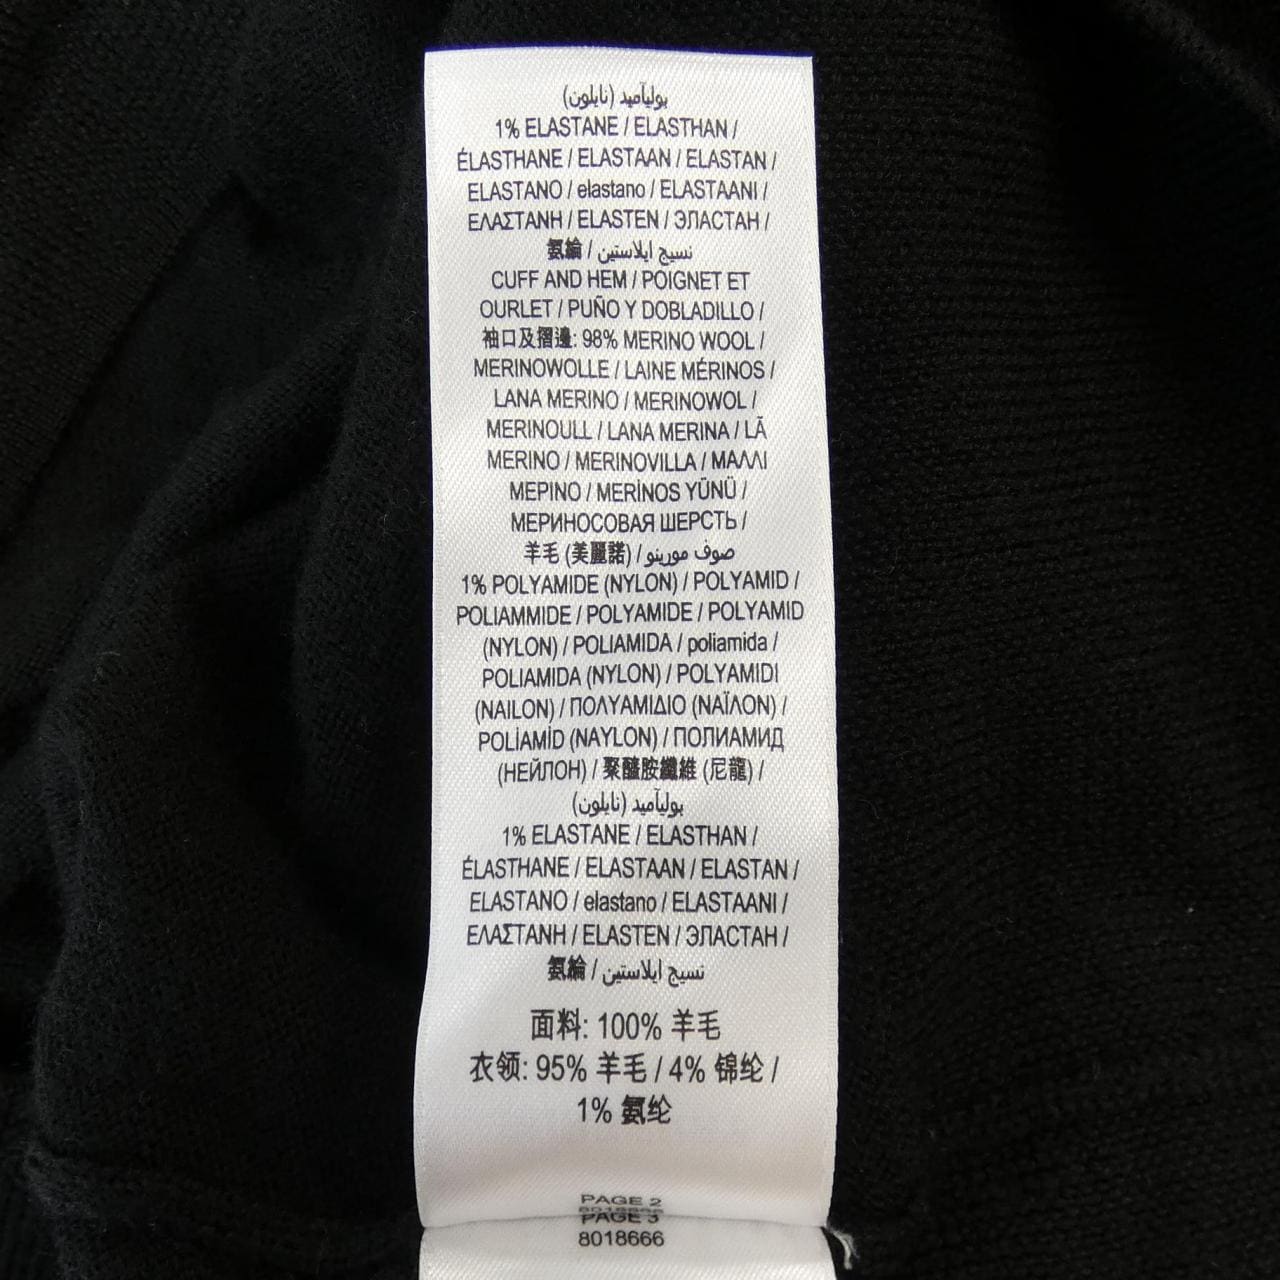 بولیآمید (نایلون)
1% ELASTANE / ELASTHAN /
ÉLASTHANE / ELASTAAN / ELASTAN /
ELASTANO / elastano / ELASTAANI /
ΕΛΑΣΤΑΝΗ / ELASTEN / ЭЛАСТАН /
氨綸 / نسيج ايلاستين
CUFF AND HEM / POIGNET ET
OURLET / PUÑO Y DOBLADILLO /
袖口及摺邊: 98% MERINO WOOL /
MERINOWOLLE / LAINE MÉRINOS /
LANA MERINO / MERINOWOL /
MERINOULL / LANA MERINA / LÃ
MERINO / MERINOVILLA / ΜΑΛΛΙ
ΜΕΡΙΝΟ / MERİNOS YÜNÜ /
МЕРИНОСОВАЯ ШЕРСТЬ /
羊毛 (美麗諾) / صوف مورينو
1% POLYAMIDE (NYLON) / POLYAMID /
POLIAMMIDE / POLYAMIDE / POLYAMID
(NYLON) / POLIAMIDA / poliamida /
POLIAMIDA (NYLON) / POLYAMIDI
(NAILON) / ΠΟΛΥΑΜΙΔΙΟ (ΝΑΪΛΟΝ) /
POLİAMİD (NAYLON) / ПОЛИАМИД
(НЕЙЛОН) / 聚醯胺纖維 (尼龍) /
بولیآمید (نایلون)
1% ELASTANE / ELASTHAN /
ÉLASTHANE / ELASTAAN / ELASTAN /
ELASTANO / elastano / ELASTAANI /
ΕΛΑΣΤΑΝΗ / ELASTEN / ЭЛАСТАН /
氨綸 / نسيج ايلاستين
面料: 100% 羊毛
衣领: 95% 羊毛 / 4% 锦纶 /
1% 氨纶
PAGE 2
PAGE 3
8018666